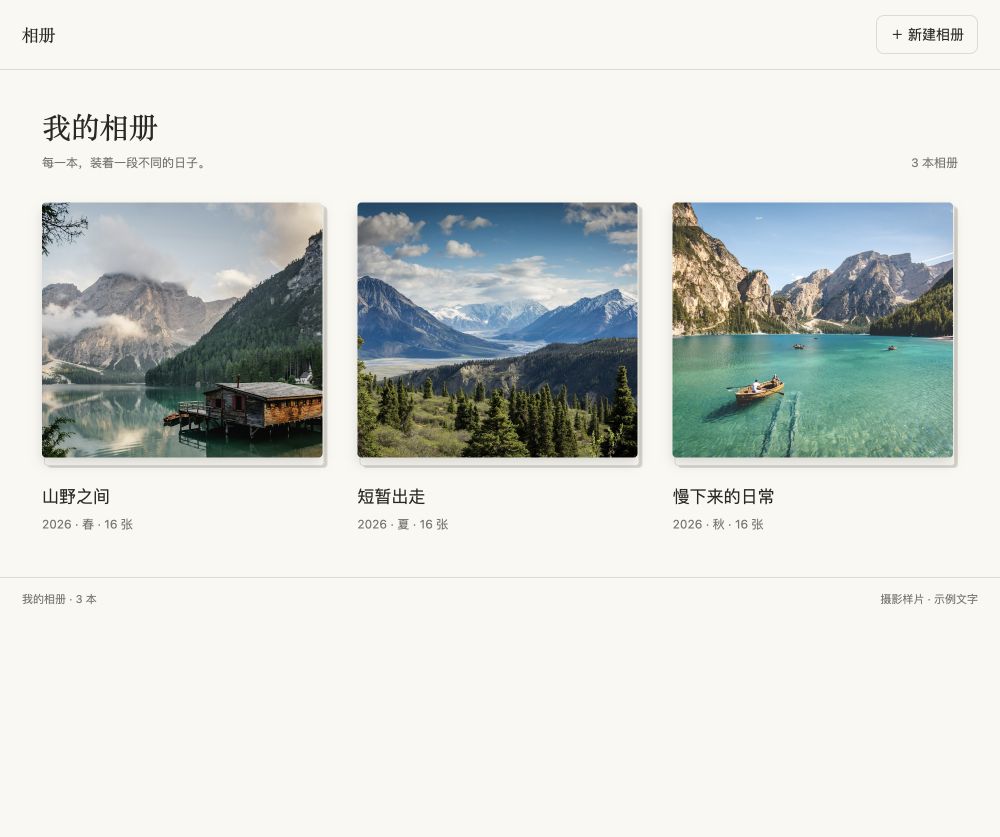 相册
+ 新建相册
我的相册
每一本，装着一段不同的日子。
3 本相册
山野之间
2026 · 春 · 16 张
短暂出走
2026 · 夏 · 16 张
慢下来的日常
2026 · 秋 · 16 张
我的相册 · 3 本
摄影样片 · 示例文字